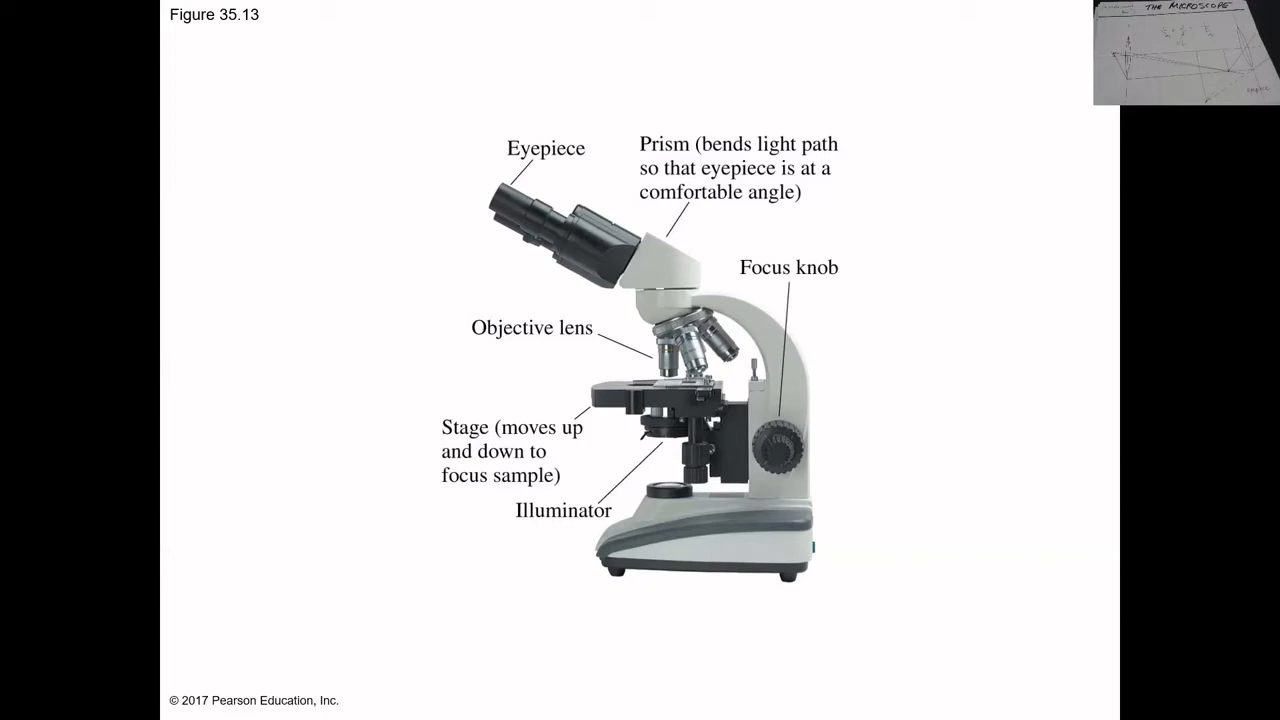 Figure 35.13
THE MICROSCOPE
Eyepiece
Prism (bends light path
so that eyepiece is at a
comfortable angle)
Focus knob
Objective lens
Stage (moves up
and down to
focus sample)
Illuminator
© 2017 Pearson Education, Inc.